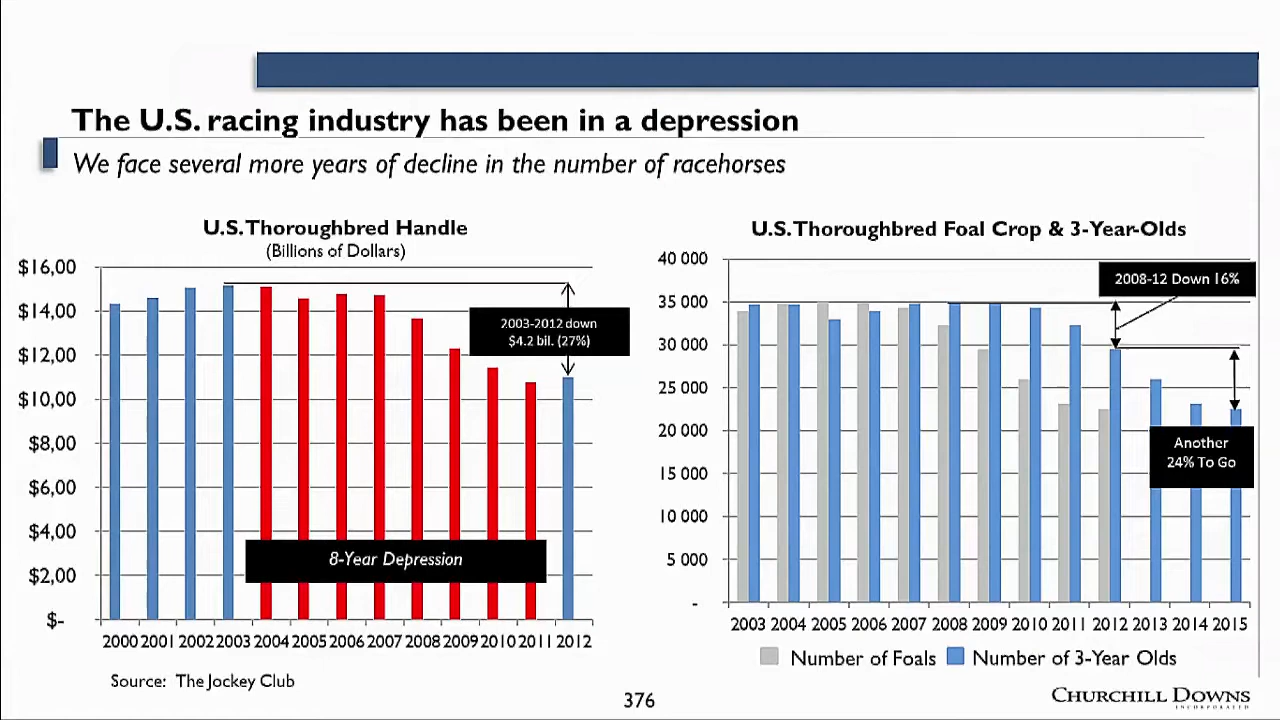 The U.S. racing industry has been in a depression
We face several more years of decline in the number of racehorses
U.S. Thoroughbred Handle
(Billions of Dollars)
$16,00
$14,00
$12,00
$10,00
$8,00
$6,00
$4,00
$2,00
$-
2003-2012 down
$4.2 bil. (27%)
8-Year Depression
2000 2001 2002 2003 2004 2005 2006 2007 2008 2009 2010 2011 2012
Source: The Jockey Club
U.S. Thoroughbred Foal Crop & 3-Year-Olds
40 000
35 000
30 000
25 000
20 000
15 000
10 000
5 000
-
2008-12 Down 16%
Another
24% To Go
2003 2004 2005 2006 2007 2008 2009 2010 2011 2012 2013 2014 2015
Number of Foals Number of 3-Year Olds
376
CHURCHILL DOWNS
INCORPORATED